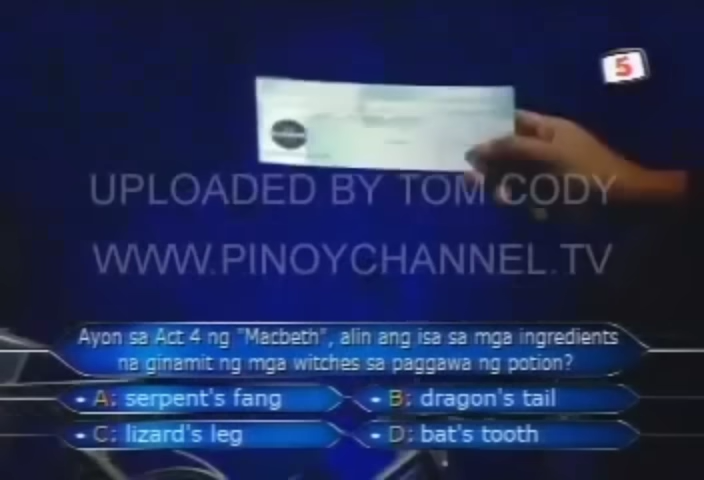 5
UPLOADED BY TOM CODY
WWW.PINOYCHANNEL.TV
Ayon sa Act 4 ng "Macbeth", alin ang isa sa mga ingredients
na ginamit ng mga witches sa paggawa ng potion?
A: serpent's fang
B: dragon's tail
C: lizard's leg
D: bat's tooth